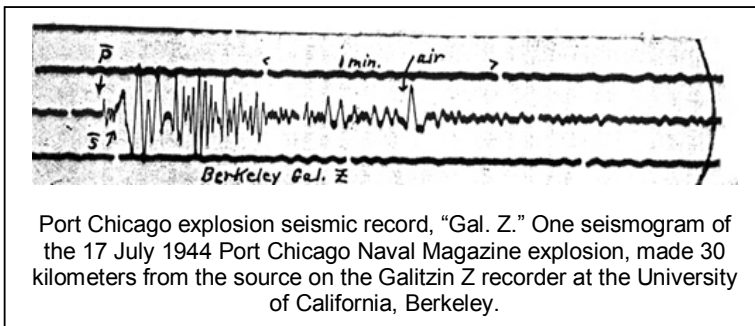 P̅
< 1 min. >
air
S̅
Berkeley Gal. Z
Port Chicago explosion seismic record, “Gal. Z.” One seismogram of
the 17 July 1944 Port Chicago Naval Magazine explosion, made 30
kilometers from the source on the Galitzin Z recorder at the University
of California, Berkeley.